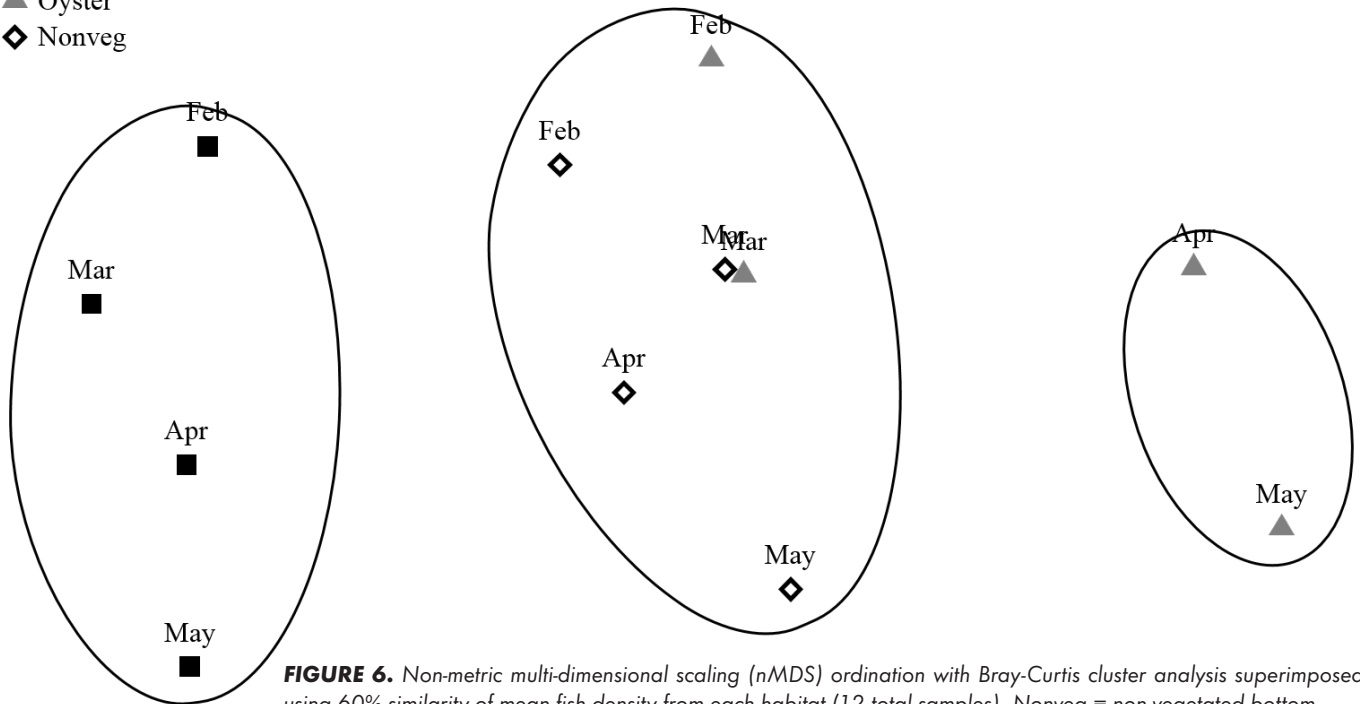 Oyster
Nonveg
Feb
Feb
Feb
Mar
Mar
Apr
Mar
Apr
Apr
May
May
May
FIGURE 6. Non-metric multi-dimensional scaling (nMDS) ordination with Bray-Curtis cluster analysis superimposed
using 60% similarity of mean fish density from each habitat (12 total samples). Nonveg = non-vegetated bottom